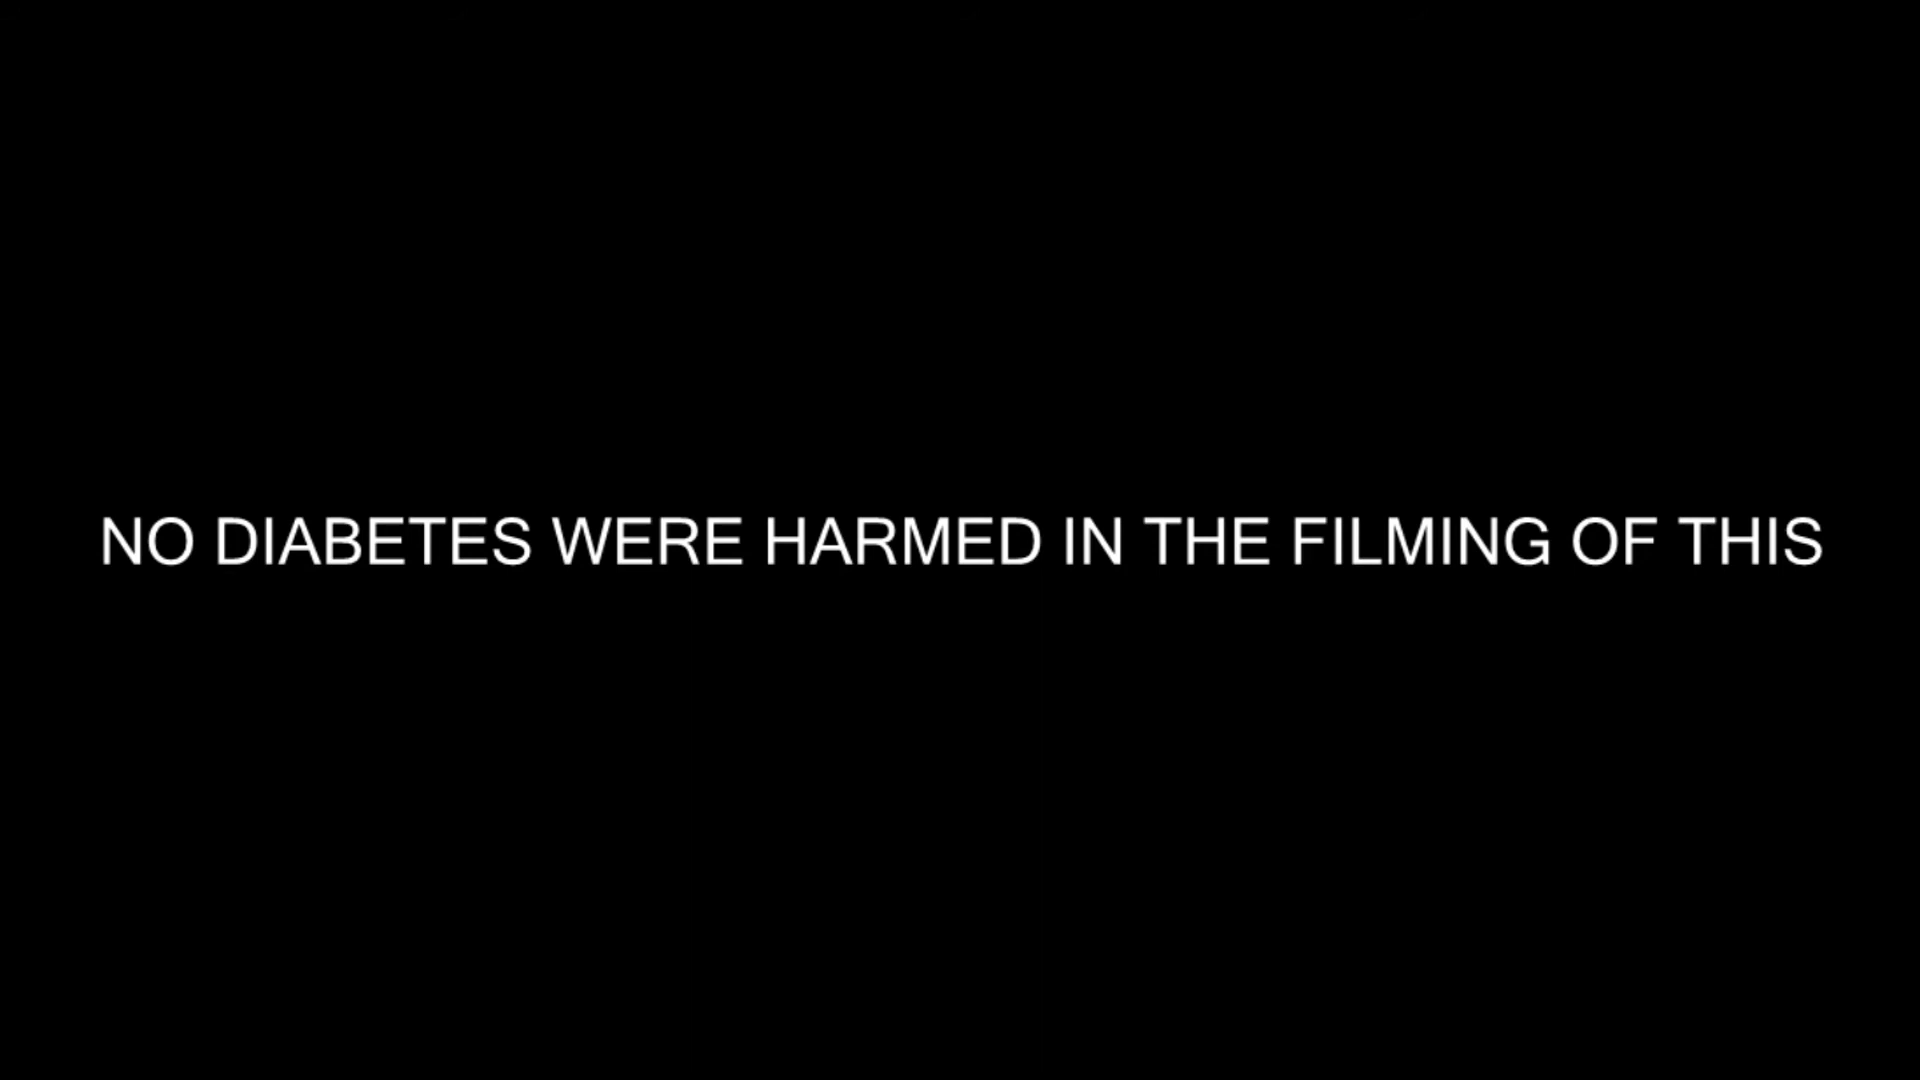 NO DIABETES WERE HARMED IN THE FILMING OF THIS